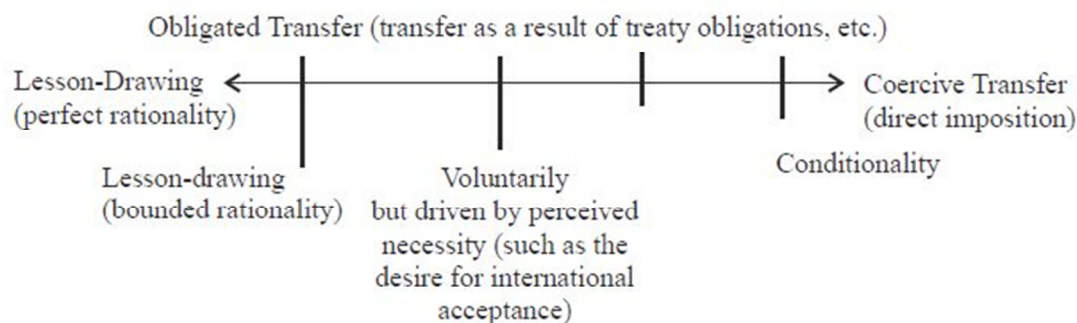 Obligated Transfer (transfer as a result of treaty obligations, etc.)
Lesson-Drawing
(perfect rationality)
Coercive Transfer
(direct imposition)
Lesson-drawing
(bounded rationality)
Voluntarily
but driven by perceived
necessity (such as the
desire for international
acceptance)
Conditionality